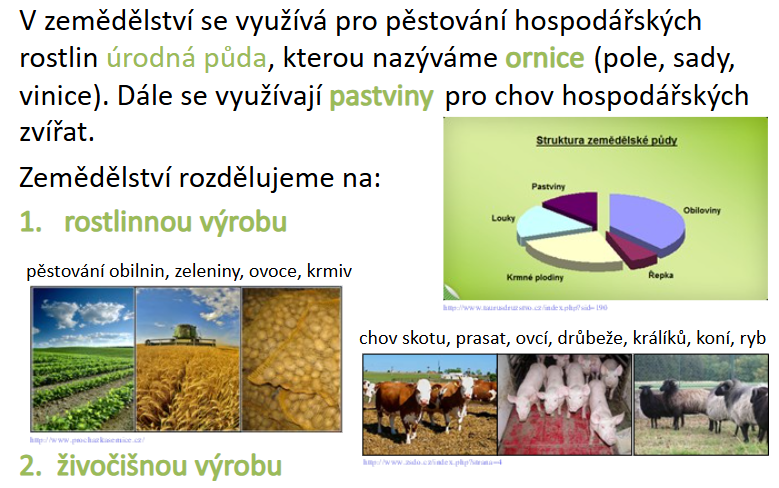 V zemědělství se využívá pro pěstování hospodářských
rostlin úrodná půda, kterou nazýváme ornice (pole, sady,
vinice). Dále se využívají pastviny pro chov hospodářských
zvířat.
Struktura zemědělské půdy
Pastviny
Obiloviny
Louky
Krmné plodiny
Řepka
http://www.taurusdruzstvo.cz/index.php?sid=196
Zemědělství rozdělujeme na:
1. rostlinnou výrobu
pěstování obilnin, zeleniny, ovoce, krmiv
http://www.prochazkasernice.cz/
chov skotu, prasat, ovcí, drůbeže, králíků, koní, ryb
http://www.zsdo.cz/index.php?strana=4
2. živočišnou výrobu